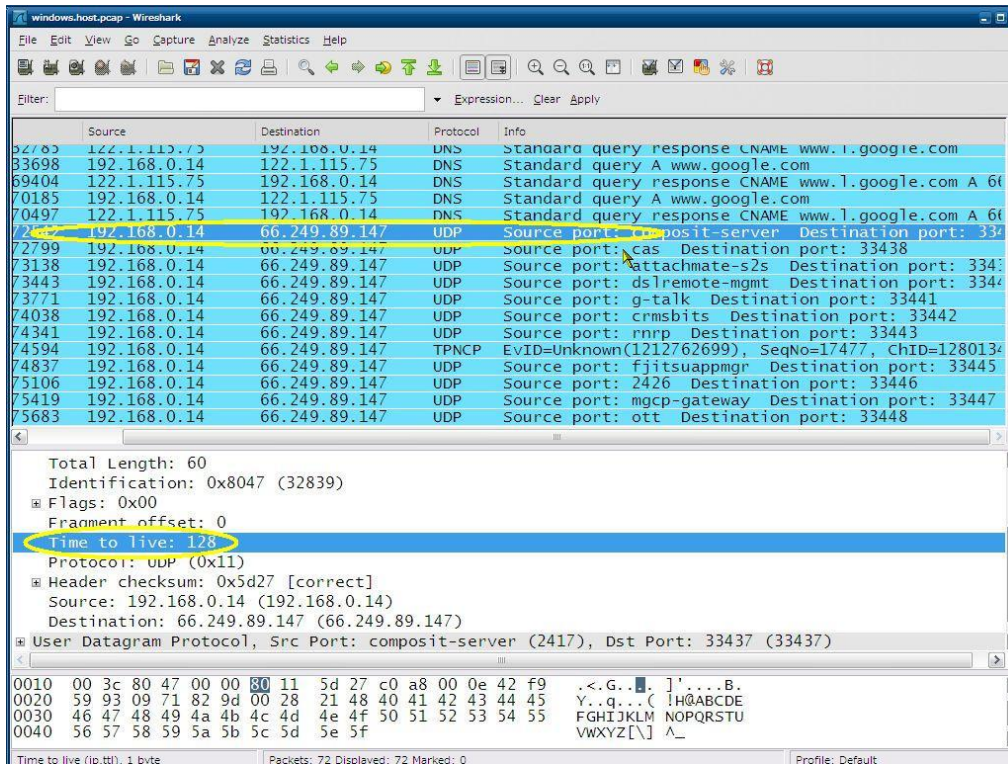 windows.host.pcap - Wireshark
File Edit View Go Capture Analyze Statistics Help
Filter: Expression... Clear Apply
Source Destination Protocol Info
32785 122.1.115.75 192.168.0.14 DNS Standard query response CNAME www.l.google.com
33698 192.168.0.14 122.1.115.75 DNS Standard query A www.google.com
69404 122.1.115.75 192.168.0.14 DNS Standard query response CNAME www.l.google.com A 66
70185 192.168.0.14 122.1.115.75 DNS Standard query A www.google.com
70497 122.1.115.75 192.168.0.14 DNS Standard query response CNAME www.l.google.com A 66
192.168.0.14 66.249.89.147 UDP Source port: composit-server Destination port: 334
72799 192.168.0.14 66.249.89.147 UDP Source port: cas Destination port: 33438
73138 192.168.0.14 66.249.89.147 UDP Source port: attachmate-s2s Destination port: 3343
73443 192.168.0.14 66.249.89.147 UDP Source port: dslremote-mgmt Destination port: 3344
73771 192.168.0.14 66.249.89.147 UDP Source port: g-talk Destination port: 33441
74038 192.168.0.14 66.249.89.147 UDP Source port: crmsbits Destination port: 33442
74341 192.168.0.14 66.249.89.147 UDP Source port: rnrp Destination port: 33443
74594 192.168.0.14 66.249.89.147 TPNCP EvID=Unknown(1212762699), SeqNo=17477, ChID=1280134
74837 192.168.0.14 66.249.89.147 UDP Source port: fjitsuappmgr Destination port: 33445
75106 192.168.0.14 66.249.89.147 UDP Source port: 2426 Destination port: 33446
75419 192.168.0.14 66.249.89.147 UDP Source port: mgcp-gateway Destination port: 33447
75683 192.168.0.14 66.249.89.147 UDP Source port: ott Destination port: 33448
Total Length: 60
Identification: 0x8047 (32839)
Flags: 0x00
Fragment offset: 0
Time to live: 128
Protocol: UDP (0x11)
Header checksum: 0x5d27 [correct]
Source: 192.168.0.14 (192.168.0.14)
Destination: 66.249.89.147 (66.249.89.147)
User Datagram Protocol, Src Port: composit-server (2417), Dst Port: 33437 (33437)
0010 00 3c 80 47 00 00 80 11 5d 27 c0 a8 00 0e 42 f9 .<.G.... ]'....B.
0020 59 93 09 71 82 9d 00 28 21 48 40 41 42 43 44 45 Y..q...( !H@ABCDE
0030 46 47 48 49 4a 4b 4c 4d 4e 4f 50 51 52 53 54 55 FGHIJKLM NOPQRSTU
0040 56 57 58 59 5a 5b 5c 5d 5e 5f VWXYZ[\] ^_
Time to live (ip.ttl), 1 byte Packets: 72 Displayed: 72 Marked: 0 Profile: Default